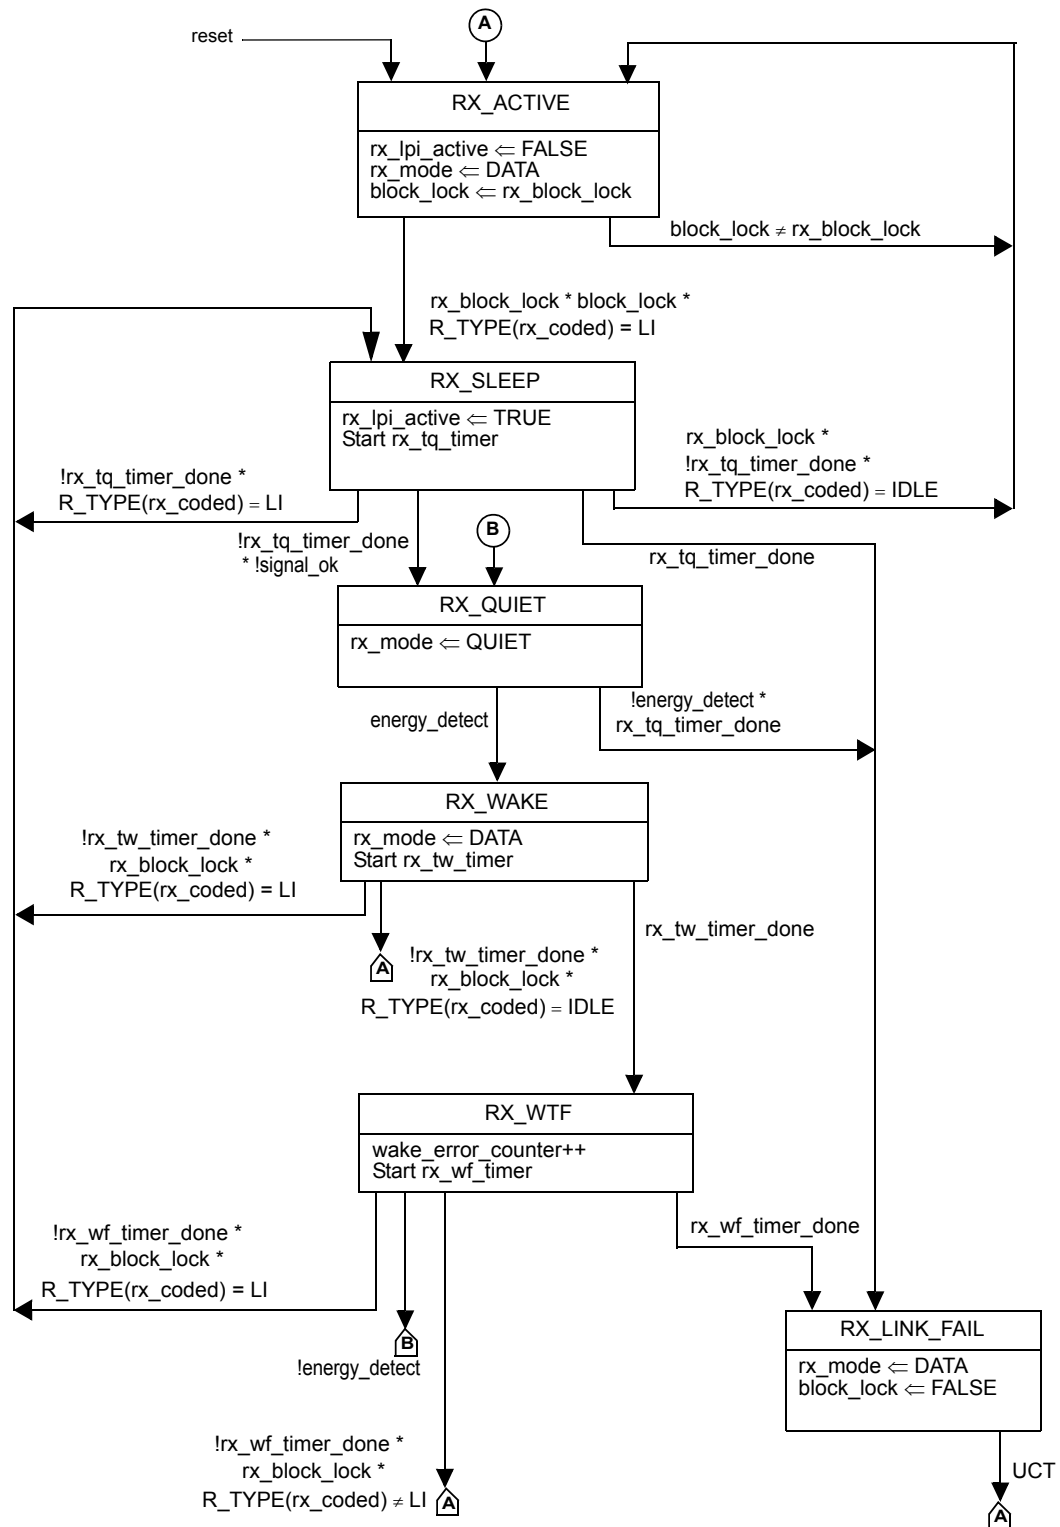 A
reset
RX_ACTIVE
rx_lpi_active ⇐ FALSE
rx_mode ⇐ DATA
block_lock ⇐ rx_block_lock
block_lock ≠ rx_block_lock
rx_block_lock * block_lock *
R_TYPE(rx_coded) = LI
RX_SLEEP
rx_lpi_active ⇐ TRUE
Start rx_tq_timer
rx_block_lock *
!rx_tq_timer_done *
R_TYPE(rx_coded) = IDLE
!rx_tq_timer_done *
R_TYPE(rx_coded) = LI
!rx_tq_timer_done
* !signal_ok
B
rx_tq_timer_done
RX_QUIET
rx_mode ⇐ QUIET
energy_detect
!energy_detect *
rx_tq_timer_done
RX_WAKE
rx_mode ⇐ DATA
Start rx_tw_timer
!rx_tw_timer_done *
rx_block_lock *
R_TYPE(rx_coded) = LI
rx_tw_timer_done
A
!rx_tw_timer_done *
rx_block_lock *
R_TYPE(rx_coded) = IDLE
RX_WTF
wake_error_counter++
Start rx_wf_timer
!rx_wf_timer_done *
rx_block_lock *
R_TYPE(rx_coded) = LI
rx_wf_timer_done
B
!energy_detect
RX_LINK_FAIL
rx_mode ⇐ DATA
block_lock ⇐ FALSE
!rx_wf_timer_done *
rx_block_lock *
R_TYPE(rx_coded) ≠ LI
A
UCT
A